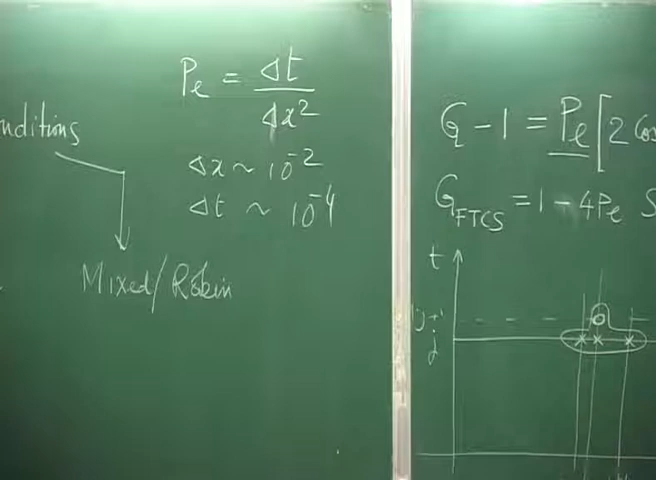 Pe = Δt / Δx²
nditions
Δx ~ 10⁻²
Δt ~ 10⁻⁴
Mixed/Robin
G - 1 = Pe [2 Cos
G_FTCS = 1 - 4Pe S
t
j+1
j